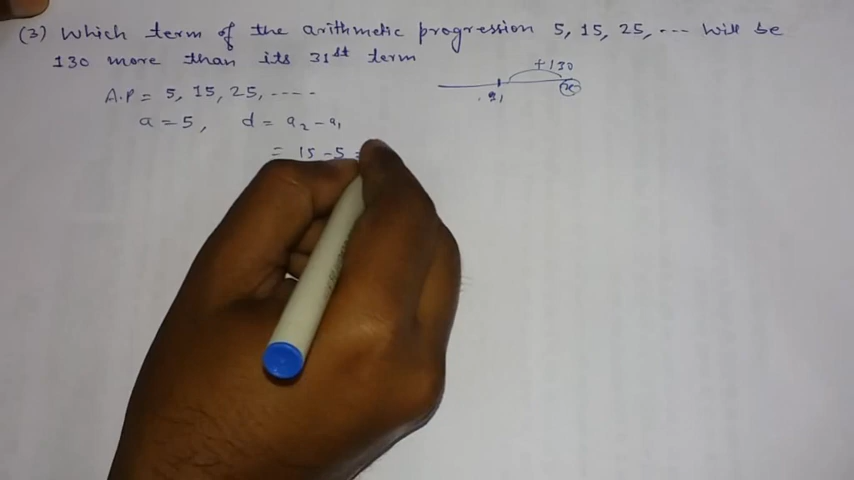 (3) Which term of the arithmetic progression 5, 15, 25, ---- will be
130 more than its 31st term
+130
A.P = 5, 15, 25, ----
a = 5, d = a2 - a1
= 15 - 5 =